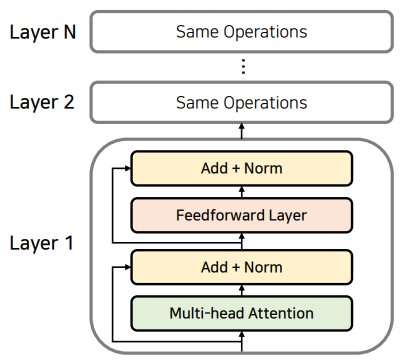 Layer N
Same Operations
⋮
Layer 2
Same Operations
Add + Norm
Feedforward Layer
Layer 1
Add + Norm
Multi-head Attention